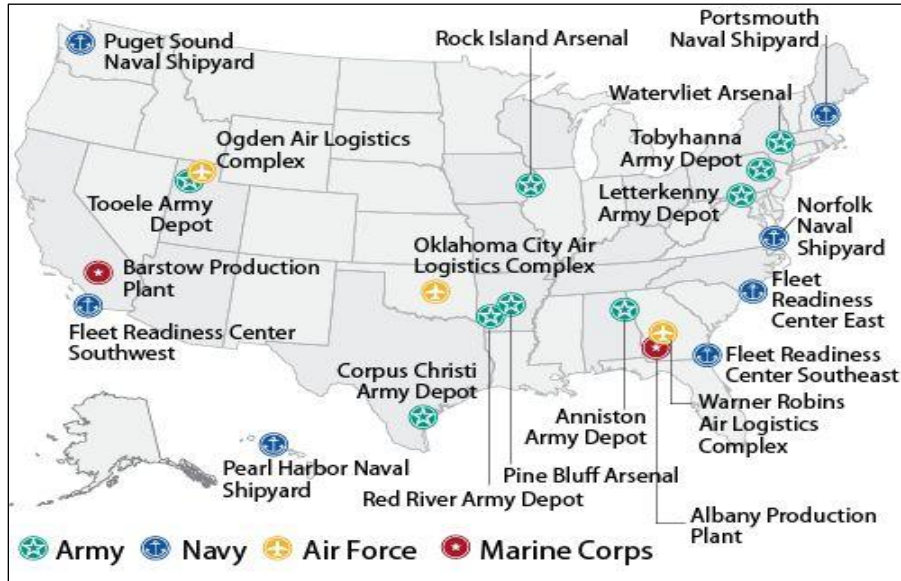 Puget Sound
Naval Shipyard
Rock Island Arsenal
Portsmouth
Naval Shipyard
Watervliet Arsenal
Tobyhanna
Army Depot
Letterkenny
Army Depot
Norfolk
Naval
Shipyard
Ogden Air Logistics
Complex
Tooele Army
Depot
Oklahoma City Air
Logistics Complex
Barstow Production
Plant
Fleet Readiness Center
Southwest
Fleet
Readiness
Center East
Corpus Christi
Army Depot
Fleet Readiness
Center Southeast
Anniston
Army Depot
Warner Robins
Air Logistics
Complex
Pearl Harbor Naval
Shipyard
Pine Bluff Arsenal
Red River Army Depot
Albany Production
Plant
Army
Navy
Air Force
Marine Corps